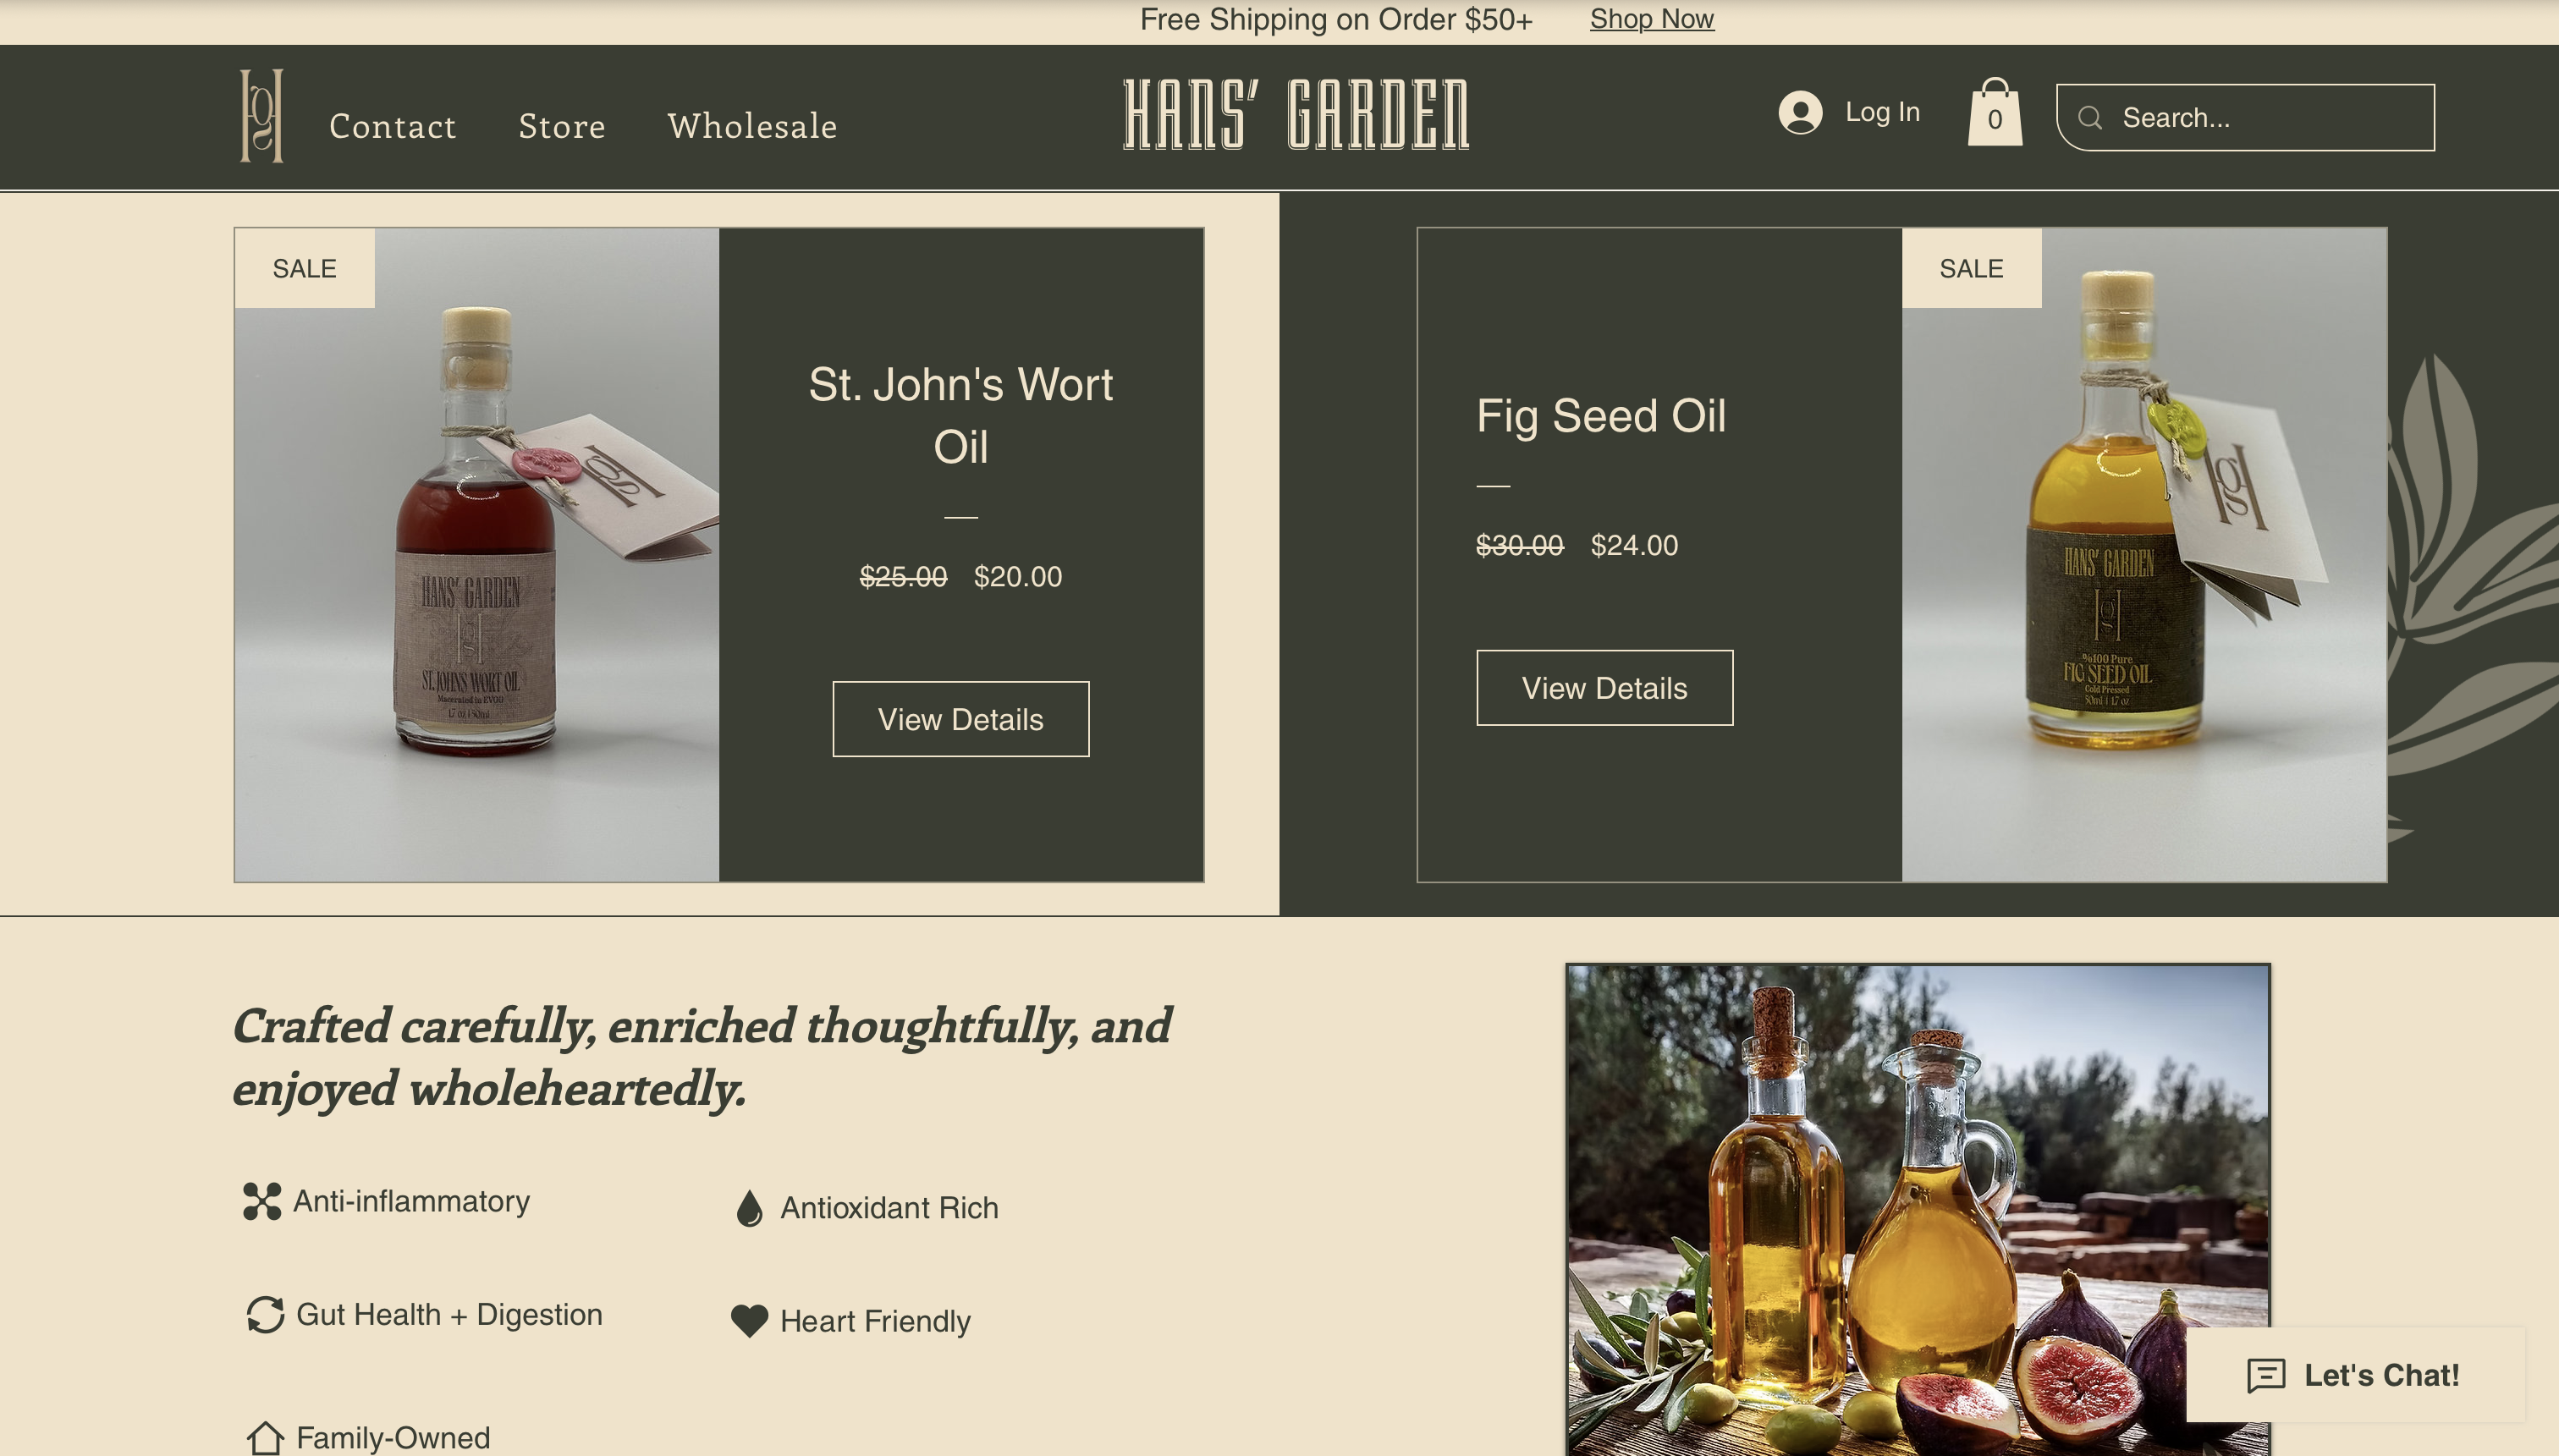 Free Shipping on Order $50+ Shop Now
Contact Store Wholesale
HANS' GARDEN
Log In
0
Search...
SALE
HANS' GARDEN
ST. JOHN'S WORT OIL
Macerated in EVOO
1.7 oz | 50ml
St. John's Wort
Oil
$25.00 $20.00
View Details
Fig Seed Oil
$30.00 $24.00
View Details
SALE
HANS' GARDEN
%100 Pure
FIG SEED OIL
Cold Pressed
50ml | 1.7 oz
Crafted carefully, enriched thoughtfully, and
enjoyed wholeheartedly.
Anti-inflammatory
Antioxidant Rich
Gut Health + Digestion
Heart Friendly
Family-Owned
Let's Chat!